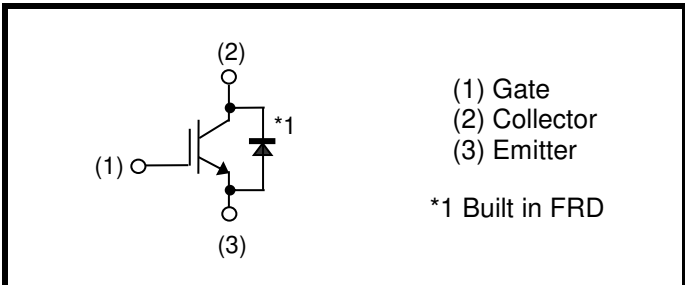 (2)
*1
(1)
(3)
(1) Gate
(2) Collector
(3) Emitter
*1 Built in FRD